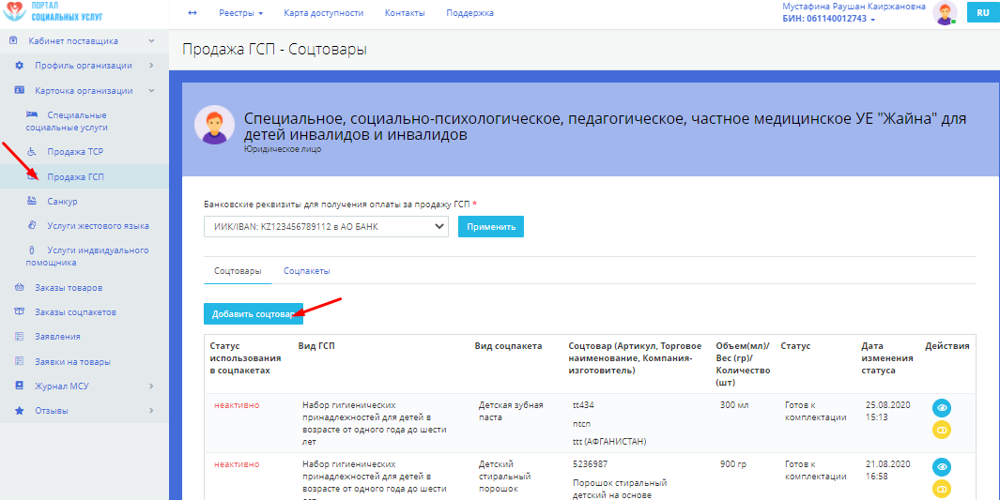 ПОРТАЛ
СОЦИАЛЬНЫХ УСЛУГ
Реестры
Карта доступности
Контакты
Поддержка
Мустафина Раушан Каиржановна
БИН: 061140012743
RU
Кабинет поставщика
Профиль организации
Карточка организации
Специальные
социальные услуги
Продажа ТСР
Продажа ГСП
Санкур
Услуги жестового языка
Услуги индвидуального
помощника
Заказы товаров
Заказы соцпакетов
Заявления
Заявки на товары
Журнал МСУ
Отзывы
Продажа ГСП - Соцтовары
Специальное, социально-психологическое, педагогическое, частное медицинское УЕ "Жайна" для
детей инвалидов и инвалидов
Юридическое лицо
Банковские реквизиты для получения оплаты за продажу ГСП *
ИИК/IBAN: KZ123456789112 в АО БАНК
Применить
Соцтовары
Соцпакеты
Добавить соцтовар
Статус
использования
в соцпакетах
Вид ГСП
Вид соцпакета
Соцтовар (Артикул, Торговое
наименование, Компания-
изготовитель)
Объем(мл)/
Вес (гр)/
Количество
(шт)
Статус
Дата
изменения
статуса
Действия
неактивно
Набор гигиенических
принадлежностей для детей в
возрасте от одного года до шести
лет
Детская зубная
паста
tt434
ntcn
ttt (АФГАНИСТАН)
300 мл
Готов к
комплектации
25.08.2020
15:13
неактивно
Набор гигиенических
принадлежностей для детей в
возрасте от одного года до шести
Детский
стиральный
порошок
5236987
Порошок стиральный
детский на основе
900 гр
Готов к
комплектации
21.08.2020
16:58